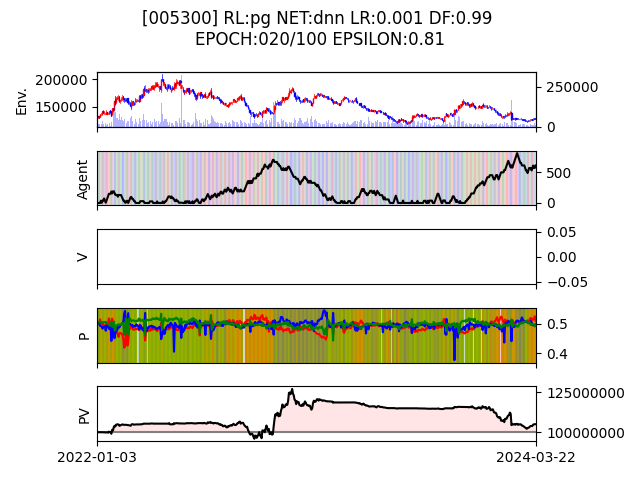 [005300] RL:pg NET:dnn LR:0.001 DF:0.99
EPOCH:020/100 EPSILON:0.81
Env.
200000
150000
250000
0
Agent
500
0
V
0.05
0.00
−0.05
P
0.5
0.4
PV
125000000
100000000
2022-01-03
2024-03-22